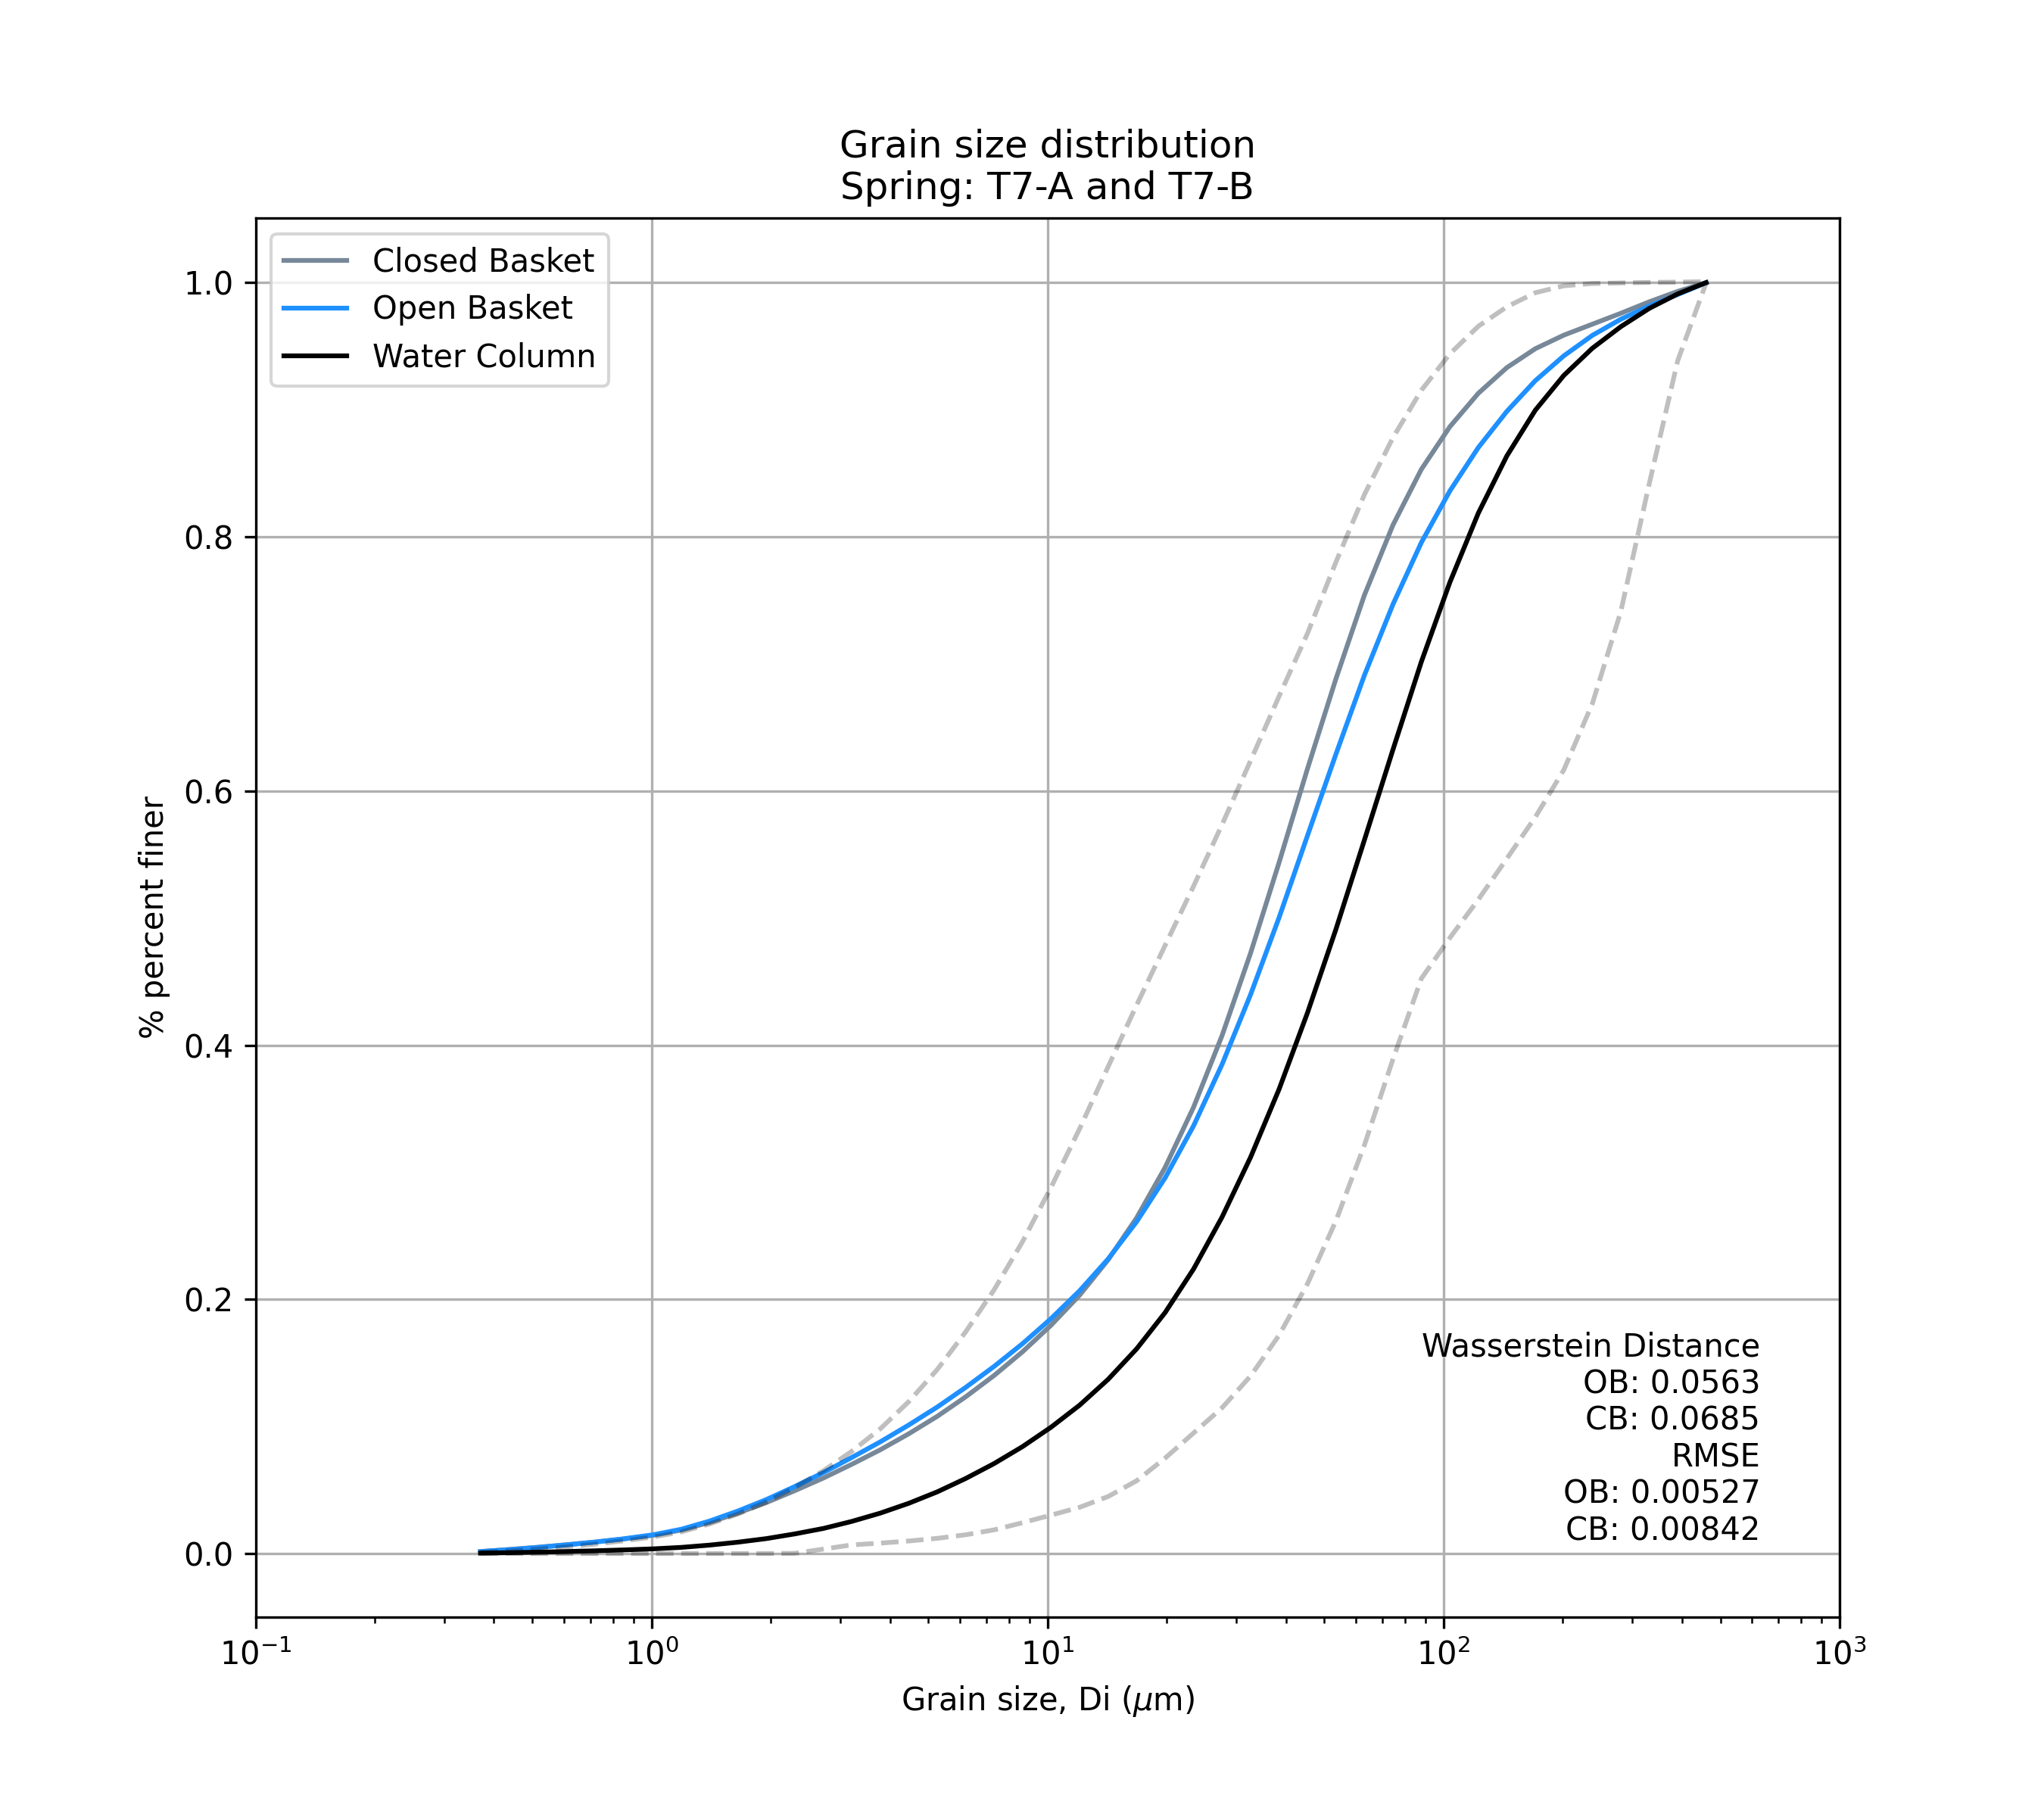 Grain size distribution
Spring: T7-A and T7-B
Closed Basket
Open Basket
Water Column
1.0
0.8
0.6
0.4
0.2
0.0
% percent finer
Wasserstein Distance
OB: 0.0563
CB: 0.0685
RMSE
OB: 0.00527
CB: 0.00842
10⁻¹ 10⁰ 10¹ 10² 10³
Grain size, Di (μm)